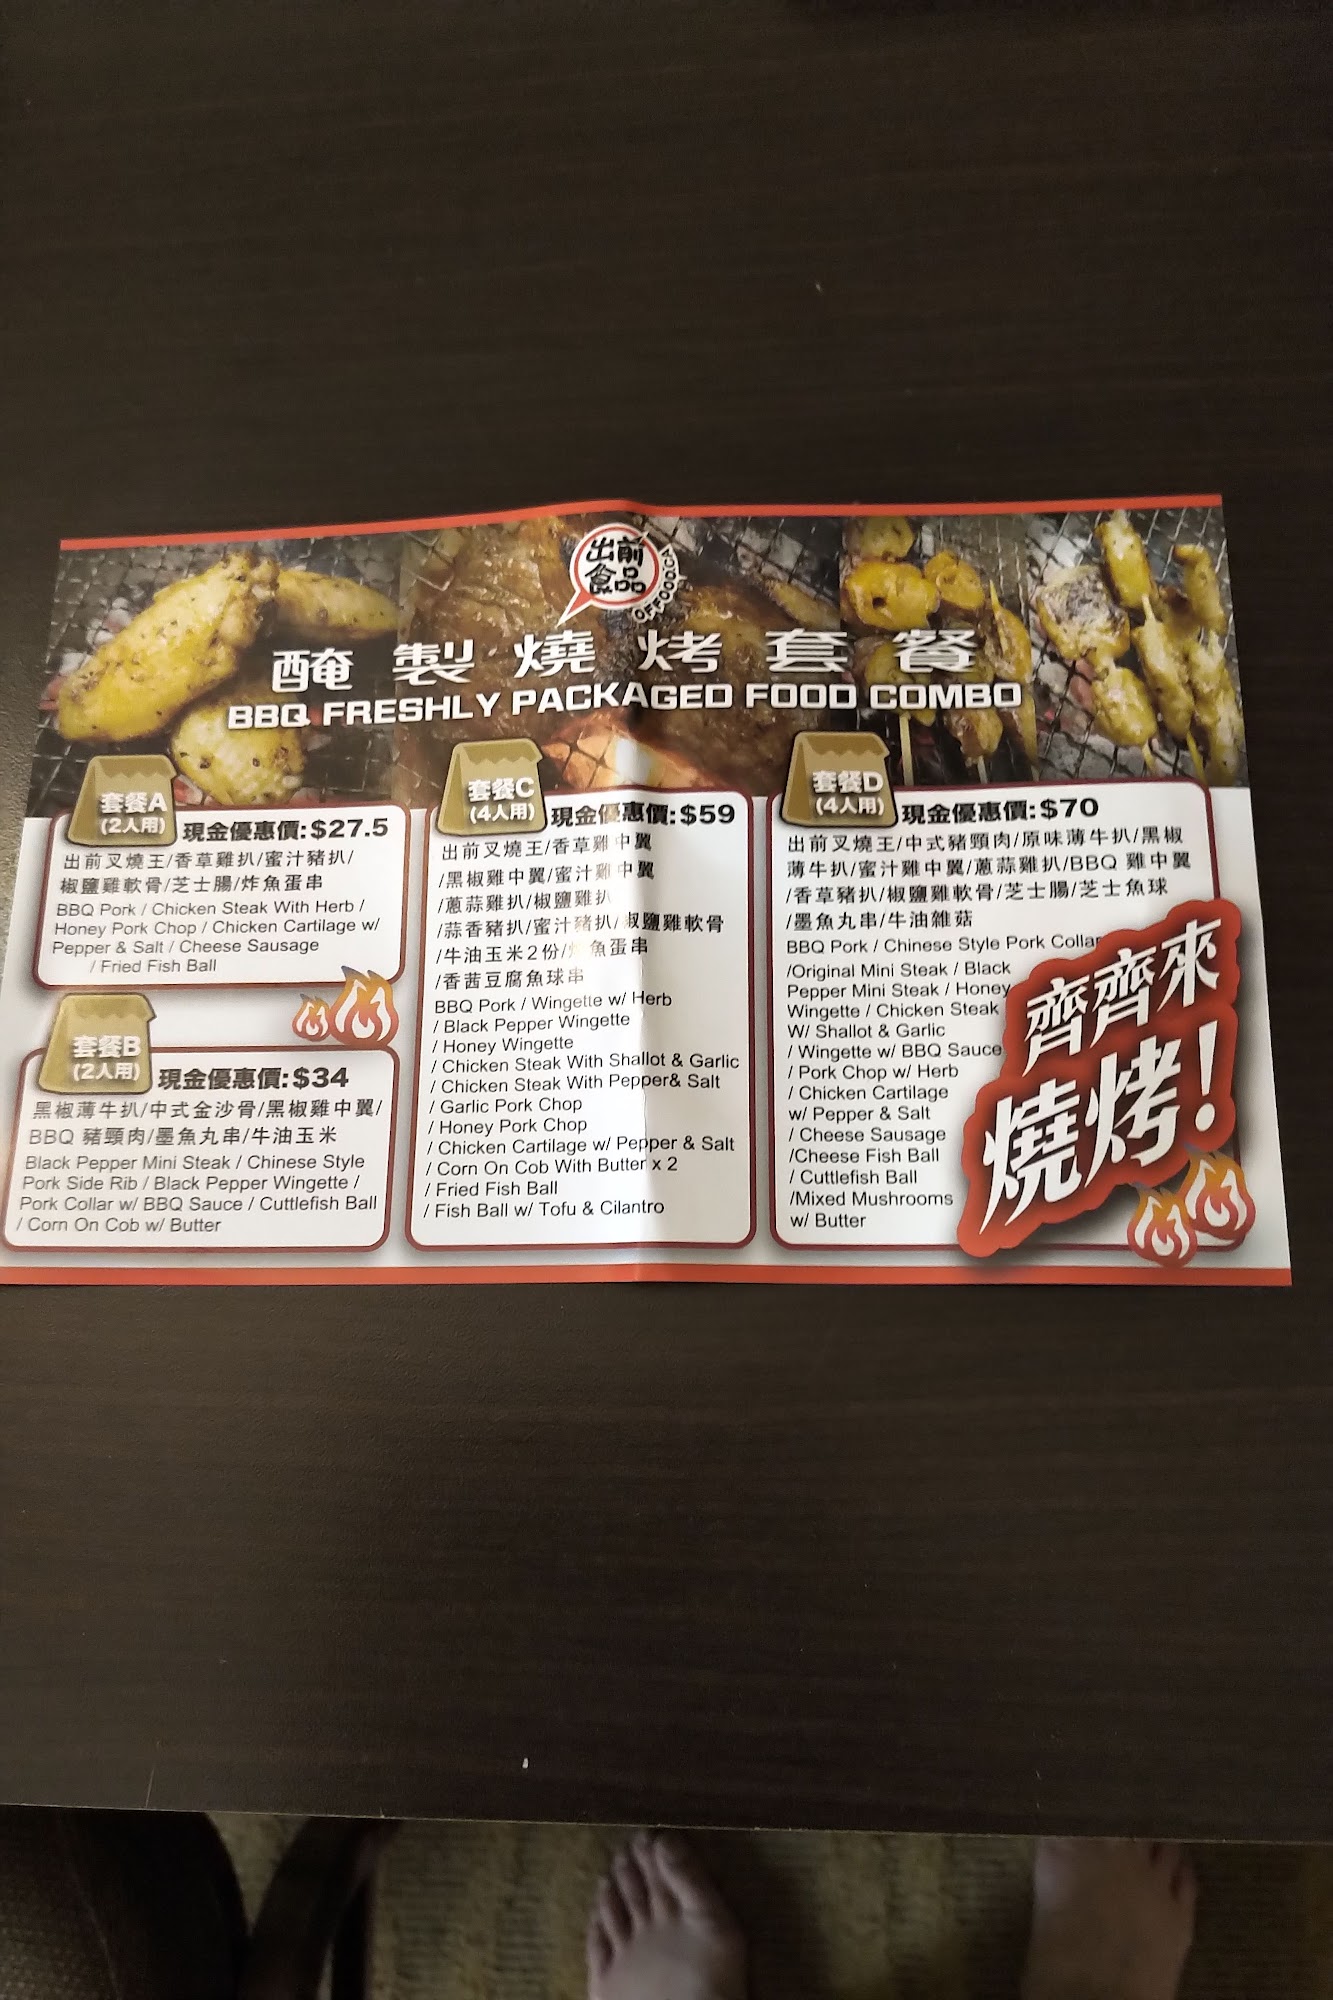 出前
食品
OFFOOD.CA
醃製燒烤套餐
BBQ FRESHLY PACKAGED FOOD COMBO
套餐A
(2人用)
現金優惠價:$27.5
出前叉燒王/香草雞扒/蜜汁豬扒/
椒鹽雞軟骨/芝士腸/炸魚蛋串
BBQ Pork / Chicken Steak With Herb /
Honey Pork Chop / Chicken Cartilage w/
Pepper & Salt / Cheese Sausage
/ Fried Fish Ball
套餐B
(2人用)
現金優惠價:$34
黑椒薄牛扒/中式金沙骨/黑椒雞中翼/
BBQ 豬頸肉/墨魚丸串/牛油玉米
Black Pepper Mini Steak / Chinese Style
Pork Side Rib / Black Pepper Wingette /
Pork Collar w/ BBQ Sauce / Cuttlefish Ball
/ Corn On Cob w/ Butter
套餐C
(4人用)
現金優惠價:$59
出前叉燒王/香草雞中翼
/黑椒雞中翼/蜜汁雞中翼
/蔥蒜雞扒/椒鹽雞扒
/蒜香豬扒/蜜汁豬扒/椒鹽雞軟骨
/牛油玉米2份/炸魚蛋串
/香茜豆腐魚球串
BBQ Pork / Wingette w/ Herb
/ Black Pepper Wingette
/ Honey Wingette
/ Chicken Steak With Shallot & Garlic
/ Chicken Steak With Pepper& Salt
/ Garlic Pork Chop
/ Honey Pork Chop
/ Chicken Cartilage w/ Pepper & Salt
/ Corn On Cob With Butter x 2
/ Fried Fish Ball
/ Fish Ball w/ Tofu & Cilantro
套餐D
(4人用)
現金優惠價:$70
出前叉燒王/中式豬頸肉/原味薄牛扒/黑椒
薄牛扒/蜜汁雞中翼/蔥蒜雞扒/BBQ 雞中翼
/香草豬扒/椒鹽雞軟骨/芝士腸/芝士魚球
/墨魚丸串/牛油雜菇
BBQ Pork / Chinese Style Pork Collar
/Original Mini Steak / Black
Pepper Mini Steak / Honey
Wingette / Chicken Steak
W/ Shallot & Garlic
/ Wingette w/ BBQ Sauce
/ Pork Chop w/ Herb
/ Chicken Cartilage
w/ Pepper & Salt
/ Cheese Sausage
/Cheese Fish Ball
/ Cuttlefish Ball
/Mixed Mushrooms
w/ Butter
齊齊來
燒烤!